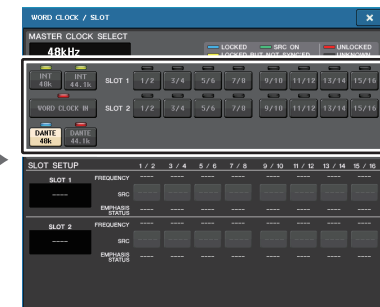 WORD CLOCK / SLOT
MASTER CLOCK SELECT
48kHz
LOCKED SRC ON UNLOCKED
LOCKED BUT NOT SYNCED UNKNOWN
INT 48k INT 44.1k SLOT 1 1/2 3/4 5/6 7/8 9/10 11/12 13/14 15/16
WORD CLOCK IN SLOT 2 1/2 3/4 5/6 7/8 9/10 11/12 13/14 15/16
DANTE 48k DANTE 44.1k
SLOT SETUP 1 / 2 3 / 4 5 / 6 7 / 8 9 / 10 11 / 12 13 / 14 15 / 16
SLOT 1 FREQUENCY ---- ---- ---- ---- ---- ---- ---- ----
---- SRC ---- ---- ---- ---- ---- ---- ---- ----
EMPHASIS STATUS ---- ---- ---- ---- ---- ---- ---- ----
SLOT 2 FREQUENCY ---- ---- ---- ---- ---- ---- ---- ----
---- SRC ---- ---- ---- ---- ---- ---- ---- ----
EMPHASIS STATUS ---- ---- ---- ---- ---- ---- ---- ----